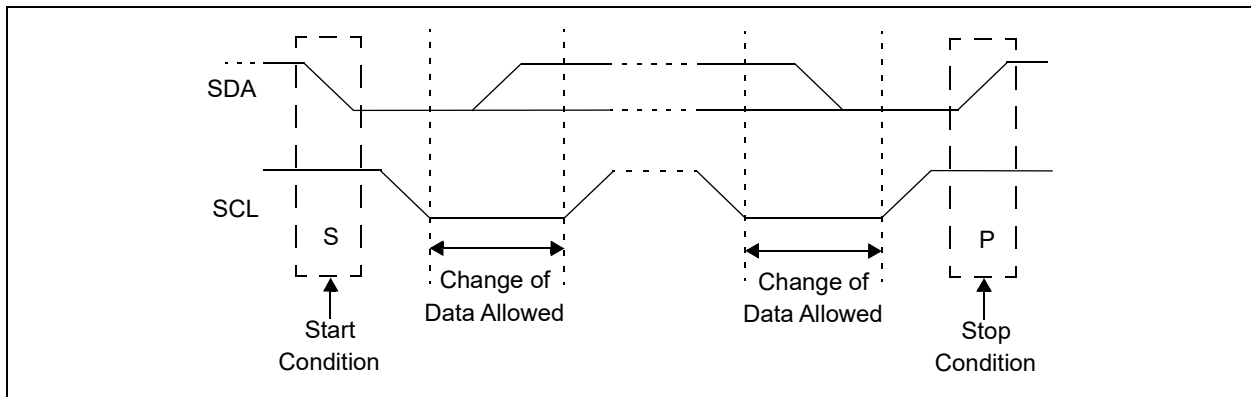 SDA
SCL
S
P
Change of
Data Allowed
Change of
Data Allowed
Start
Condition
Stop
Condition